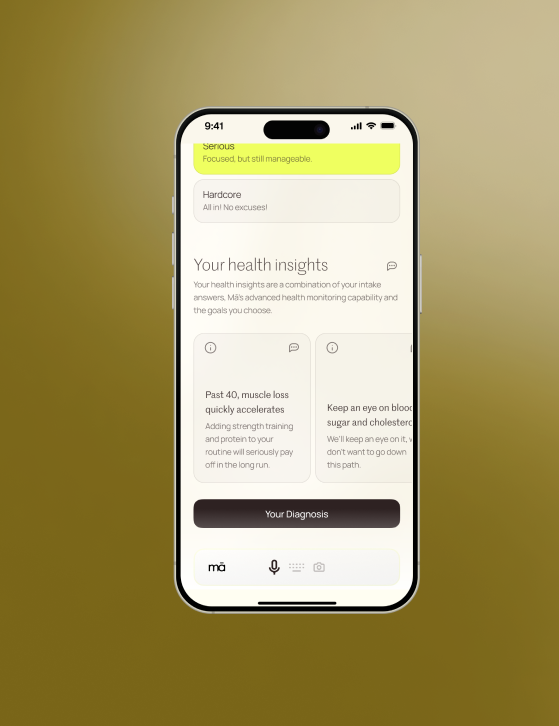 9:41
Serious
Focused, but still manageable.
Hardcore
All in! No excuses!
Your health insights
Your health insights are a combination of your intake
answers, Mā's advanced health monitoring capability and
the goals you choose.
Past 40, muscle loss
quickly accelerates
Adding strength training
and protein to your
routine will seriously pay
off in the long run.
Keep an eye on blood
sugar and cholestero
We'll keep an eye on it,
don't want to go down
this path.
Your Diagnosis
mā